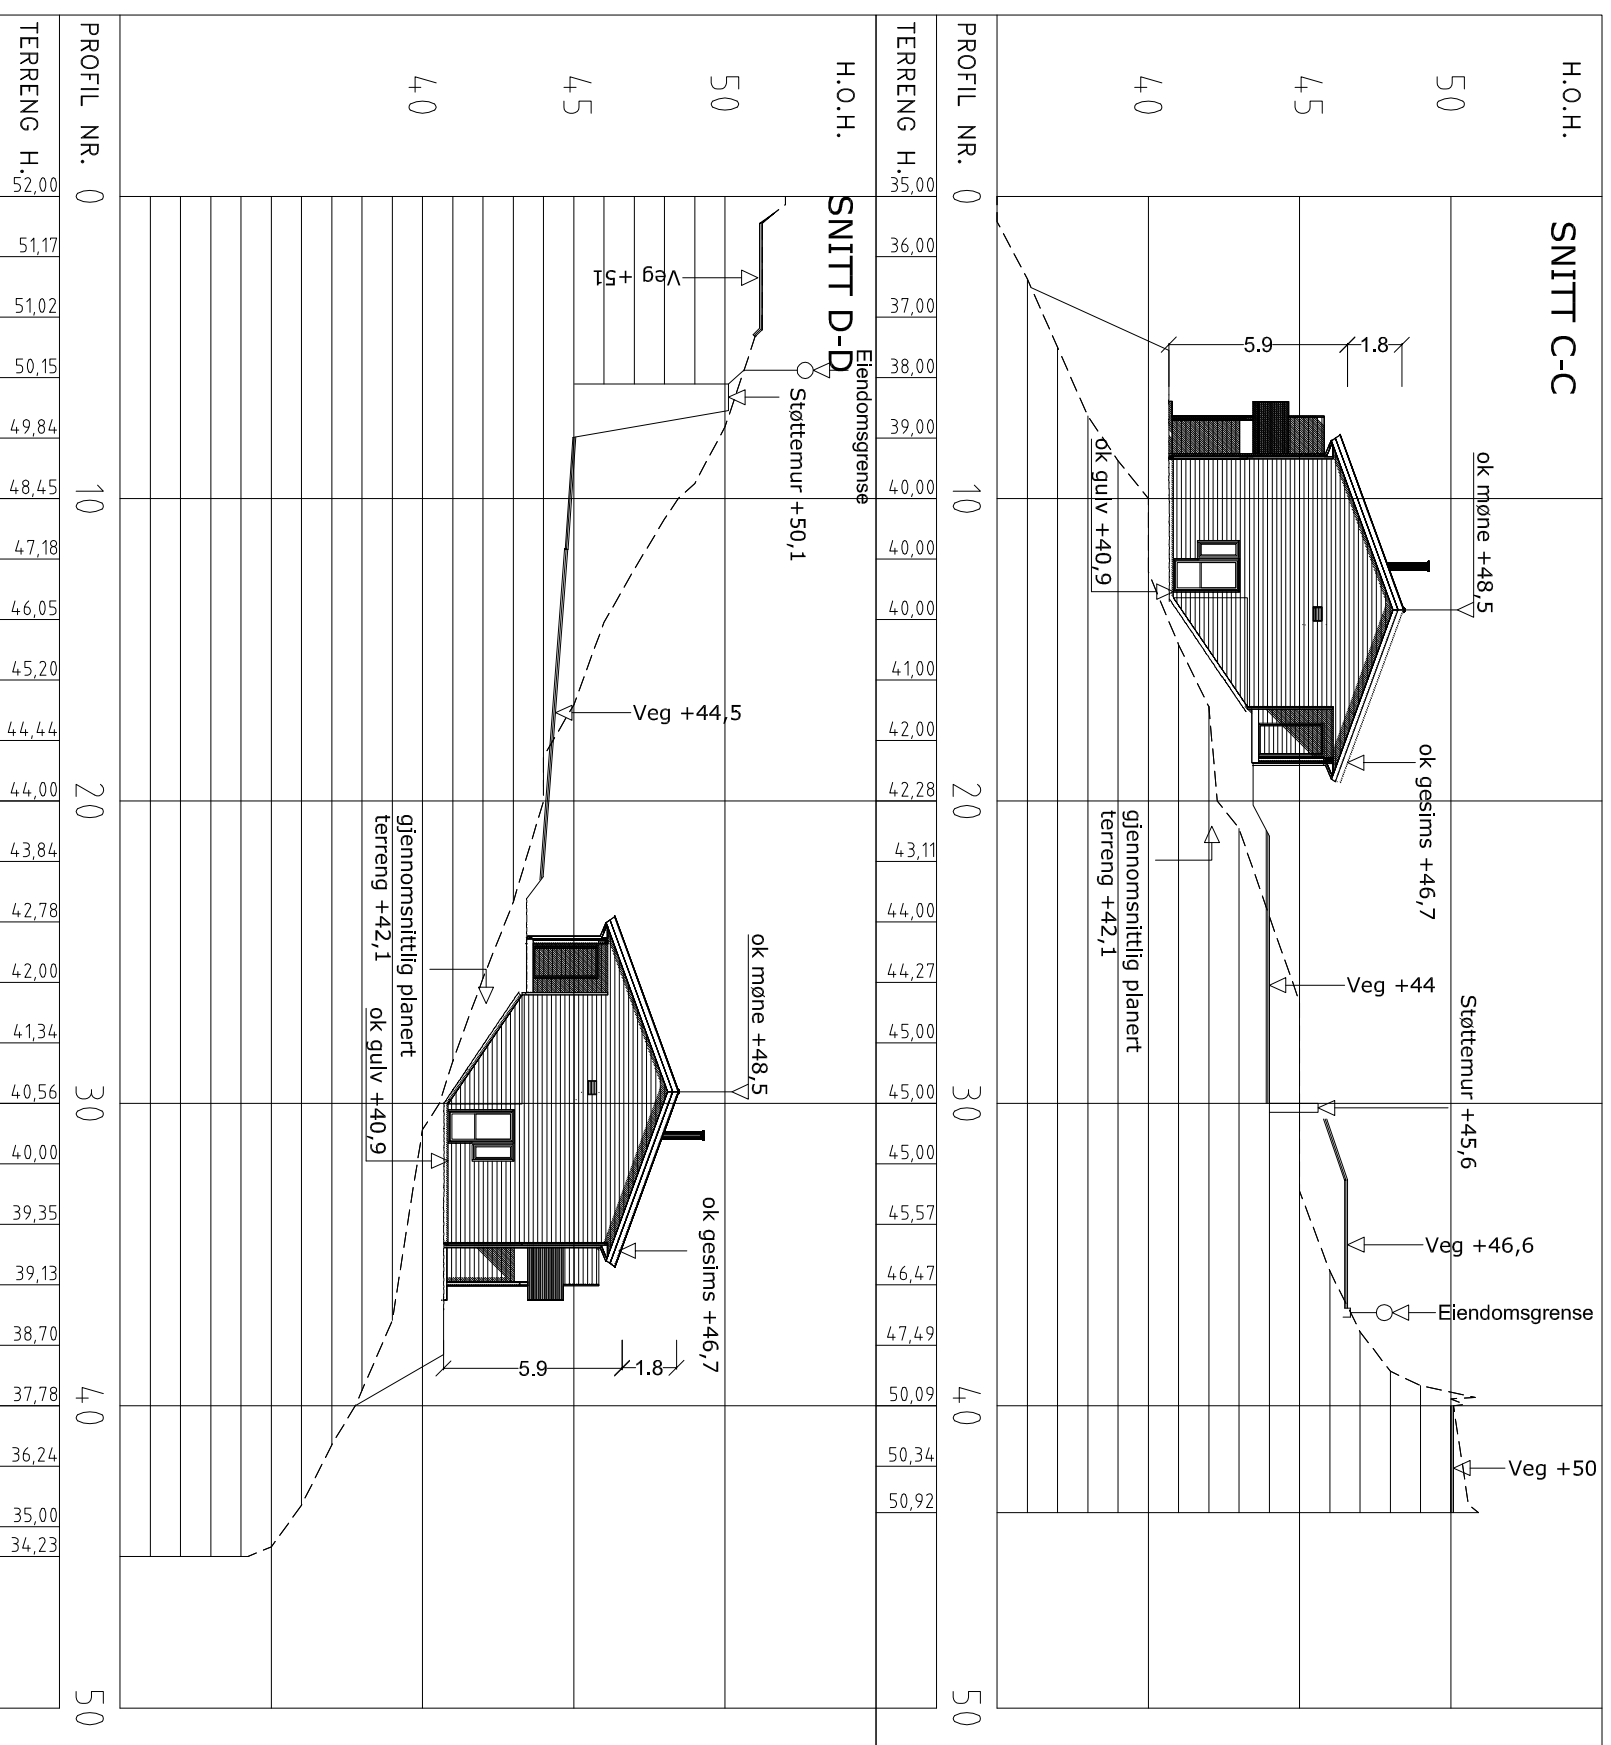 SNITT C-C
H.O.H.
50
45
40
ok møne +48,5
ok gesims +46,7
5.9
1.8
ok gulv +40,9
gjennomsnittlig planert
terreng +42,1
Veg +44
Støttemur +45,6
Veg +46,6
Eiendomsgrense
Veg +50
PROFIL NR. 0 10 20 30 40 50
TERRENG H. 35,00 36,00 37,00 38,00 39,00 40,00 40,00 40,00 41,00 42,00 42,28 43,11 44,00 44,27 45,00 45,00 45,00 45,57 46,47 47,49 50,09 50,34 50,92
SNITT D-D
H.O.H.
50
45
40
Veg +51
Eiendomsgrense
Støttemur +50,1
Veg +44,5
gjennomsnittlig planert
terreng +42,1
ok gulv +40,9
ok møne +48,5
ok gesims +46,7
5.9
1.8
PROFIL NR. 0 10 20 30 40 50
TERRENG H. 52,00 51,17 51,02 50,15 49,84 48,45 47,18 46,05 45,20 44,44 44,00 43,84 42,78 42,00 41,34 40,56 40,00 39,35 39,13 38,70 37,78 36,24 35,00 34,23